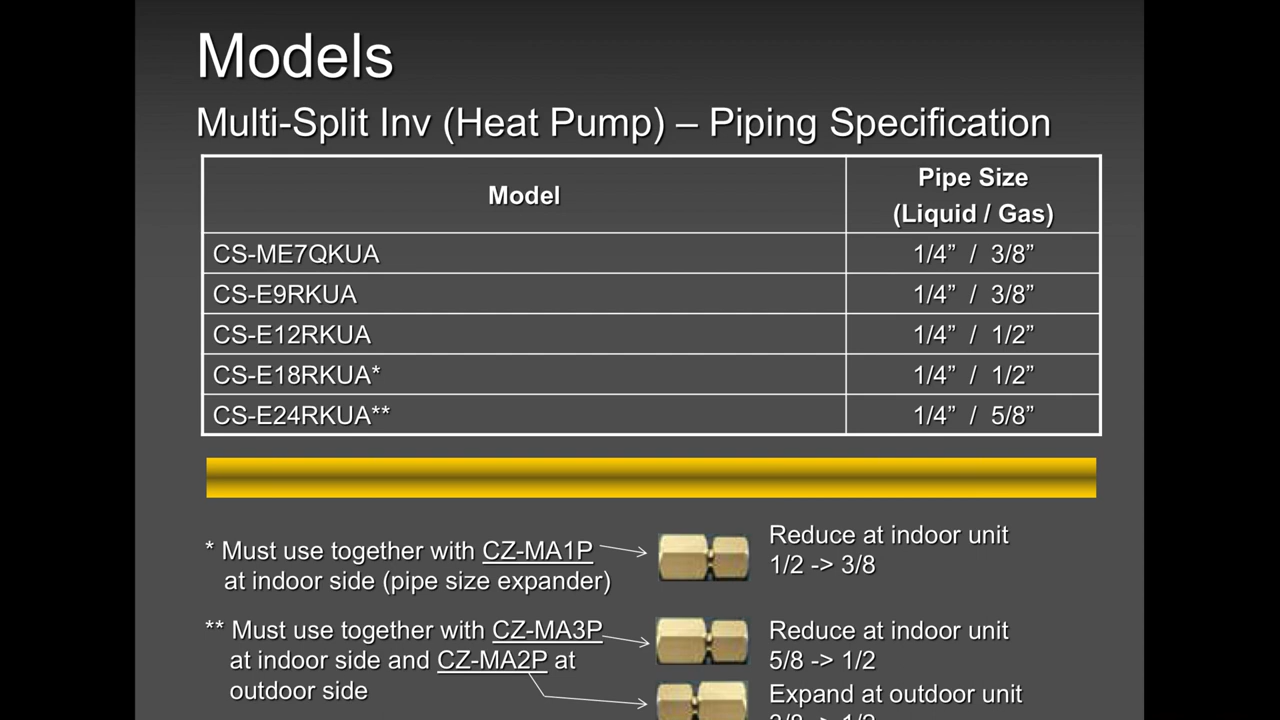 Models
Multi-Split Inv (Heat Pump) – Piping Specification
Model
Pipe Size
(Liquid / Gas)
CS-ME7QKUA
1/4” / 3/8”
CS-E9RKUA
1/4” / 3/8”
CS-E12RKUA
1/4” / 1/2”
CS-E18RKUA*
1/4” / 1/2”
CS-E24RKUA**
1/4” / 5/8”
* Must use together with CZ-MA1P
at indoor side (pipe size expander)
Reduce at indoor unit
1/2 -> 3/8
** Must use together with CZ-MA3P
at indoor side and CZ-MA2P at
outdoor side
Reduce at indoor unit
5/8 -> 1/2
Expand at outdoor unit
3/8 -> 1/2